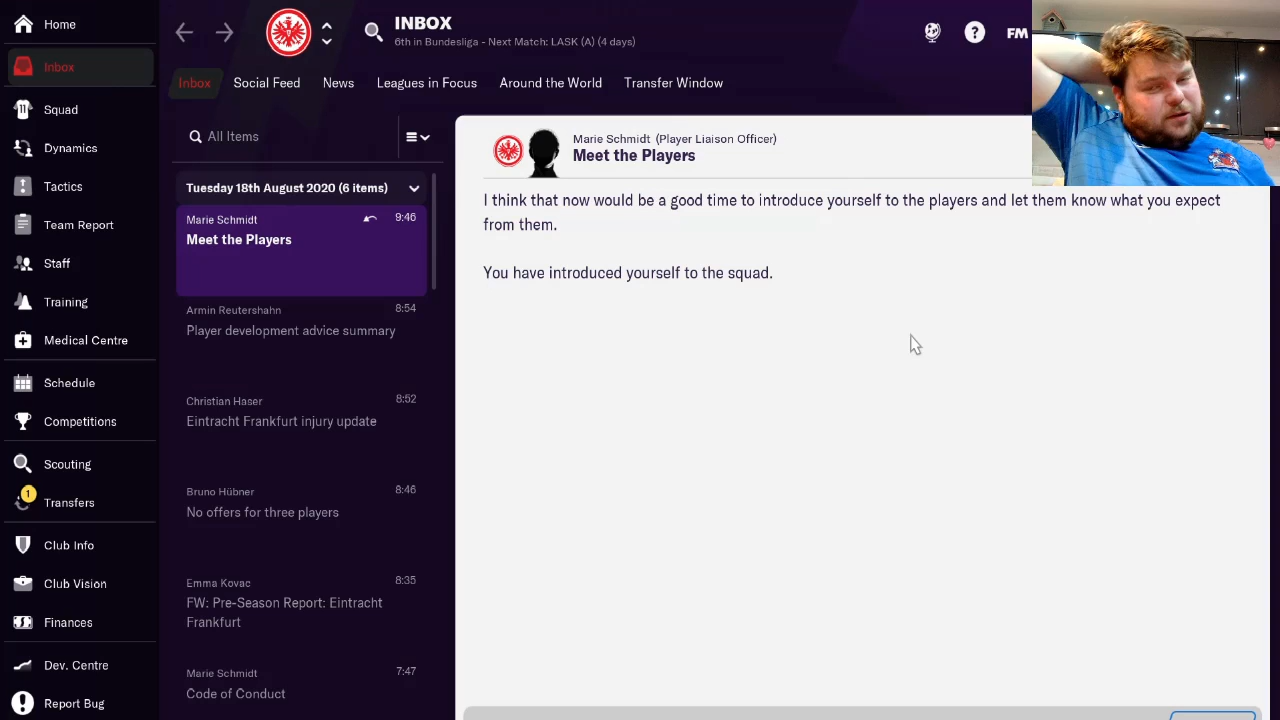 Home
Inbox
Squad
Dynamics
Tactics
Team Report
Staff
Training
Medical Centre
Schedule
Competitions
Scouting
1
Transfers
Club Info
Club Vision
Finances
Dev. Centre
Report Bug
INBOX
6th in Bundesliga - Next Match: LASK (A) (4 days)
?
FM
Inbox
Social Feed
News
Leagues in Focus
Around the World
Transfer Window
All Items
Tuesday 18th August 2020 (6 items)
Marie Schmidt
9:46
Meet the Players
Armin Reutershahn
8:54
Player development advice summary
Christian Haser
8:52
Eintracht Frankfurt injury update
Bruno Hübner
8:46
No offers for three players
Emma Kovac
8:35
FW: Pre-Season Report: Eintracht
Frankfurt
Marie Schmidt
7:47
Code of Conduct
Marie Schmidt (Player Liaison Officer)
Meet the Players
I think that now would be a good time to introduce yourself to the players and let them know what you expect
from them.
You have introduced yourself to the squad.